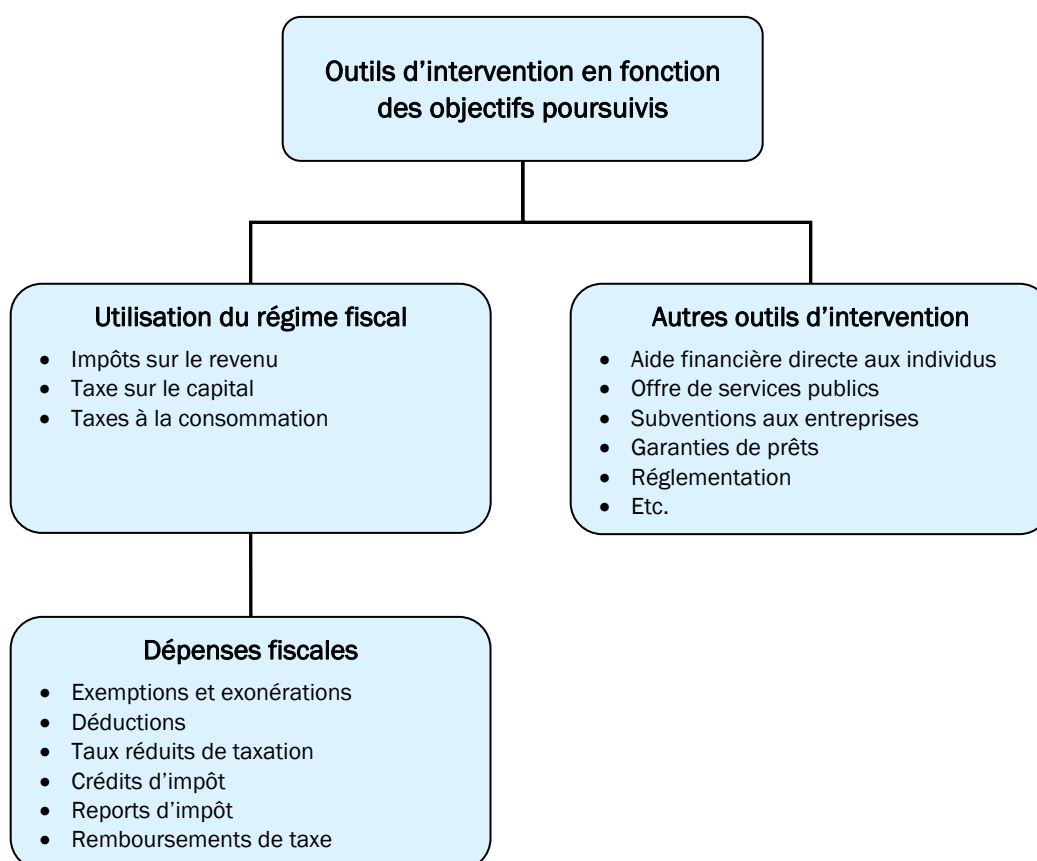 Outils d’intervention en fonction
des objectifs poursuivis
Utilisation du régime fiscal
• Impôts sur le revenu
• Taxe sur le capital
• Taxes à la consommation
Autres outils d’intervention
• Aide financière directe aux individus
• Offre de services publics
• Subventions aux entreprises
• Garanties de prêts
• Réglementation
• Etc.
Dépenses fiscales
• Exemptions et exonérations
• Déductions
• Taux réduits de taxation
• Crédits d’impôt
• Reports d’impôt
• Remboursements de taxe